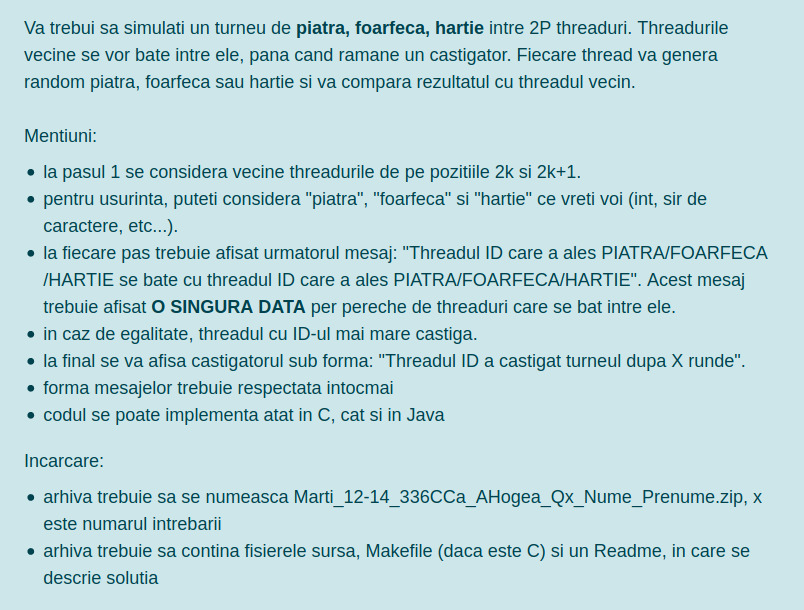 Va trebui sa simulati un turneu de piatra, foarfeca, hartie intre 2P threaduri. Threadurile
vecine se vor bate intre ele, pana cand ramane un castigator. Fiecare thread va genera
random piatra, foarfeca sau hartie si va compara rezultatul cu threadul vecin.
Mentiuni:
• la pasul 1 se considera vecine threadurile de pe pozitiile 2k si 2k+1.
• pentru usurinta, puteti considera "piatra", "foarfeca" si "hartie" ce vreti voi (int, sir de
caractere, etc...).
• la fiecare pas trebuie afisat urmatorul mesaj: "Threadul ID care a ales PIATRA/FOARFECA
/HARTIE se bate cu threadul ID care a ales PIATRA/FOARFECA/HARTIE". Acest mesaj
trebuie afisat O SINGURA DATA per pereche de threaduri care se bat intre ele.
• in caz de egalitate, threadul cu ID-ul mai mare castiga.
• la final se va afisa castigatorul sub forma: "Threadul ID a castigat turneul dupa X runde".
• forma mesajelor trebuie respectata intocmai
• codul se poate implementa atat in C, cat si in Java
Incarcare:
• arhiva trebuie sa se numeasca Marti_12-14_336CCa_AHogea_Qx_Nume_Prenume.zip, x
este numarul intrebarii
• arhiva trebuie sa contina fisierele sursa, Makefile (daca este C) si un Readme, in care se
descrie solutia